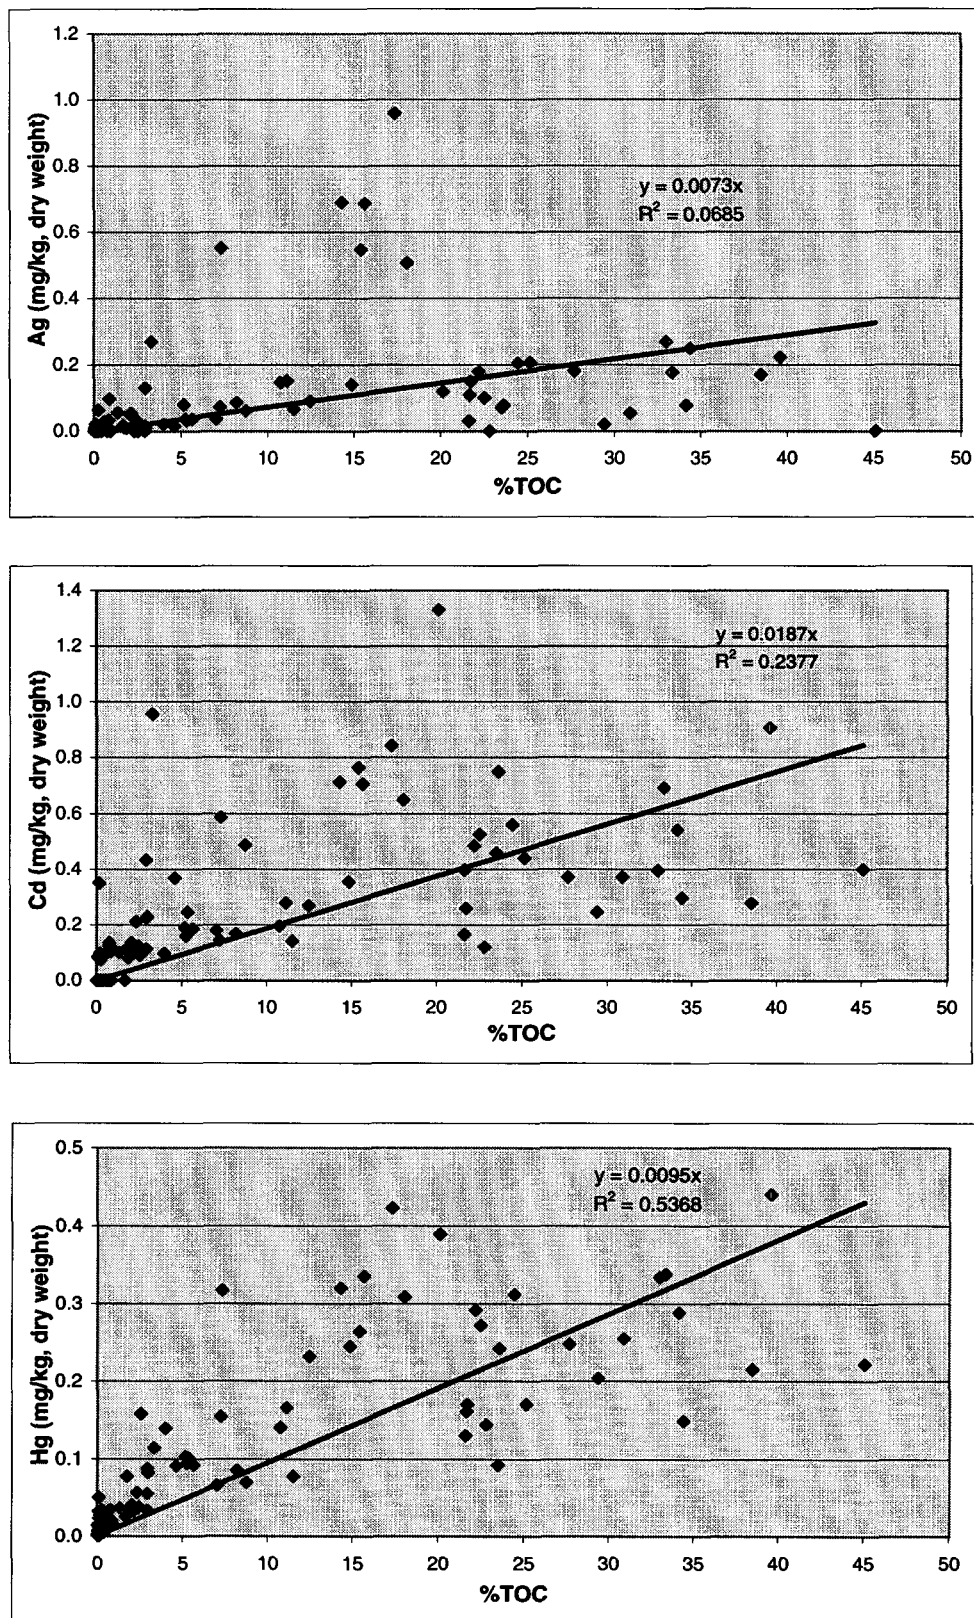 1.2
1.0
0.8
0.6
0.4
0.2
0.0
Ag (mg/kg, dry weight)
y = 0.0073x
R² = 0.0685
0 5 10 15 20 25 30 35 40 45 50
%TOC
1.4
1.2
1.0
0.8
0.6
0.4
0.2
0.0
Cd (mg/kg, dry weight)
y = 0.0187x
R² = 0.2377
0 5 10 15 20 25 30 35 40 45 50
%TOC
0.5
0.4
0.3
0.2
0.1
0.0
Hg (mg/kg, dry weight)
y = 0.0095x
R² = 0.5368
0 5 10 15 20 25 30 35 40 45 50
%TOC